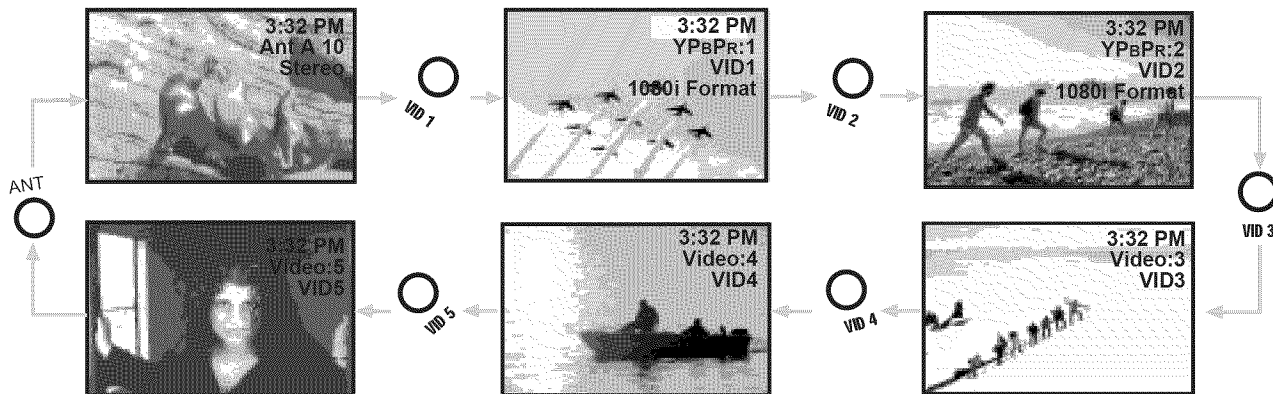 3:32 PM
Ant A 10
Stereo
VID 1
3:32 PM
YPBPR:1
VID1
1080i Format
VID 2
3:32 PM
YPBPR:2
VID2
1080i Format
ANT
VID 3
3:32 PM
Video:5
VID5
VID 5
3:32 PM
Video:4
VID4
VID 4
3:32 PM
Video:3
VID3